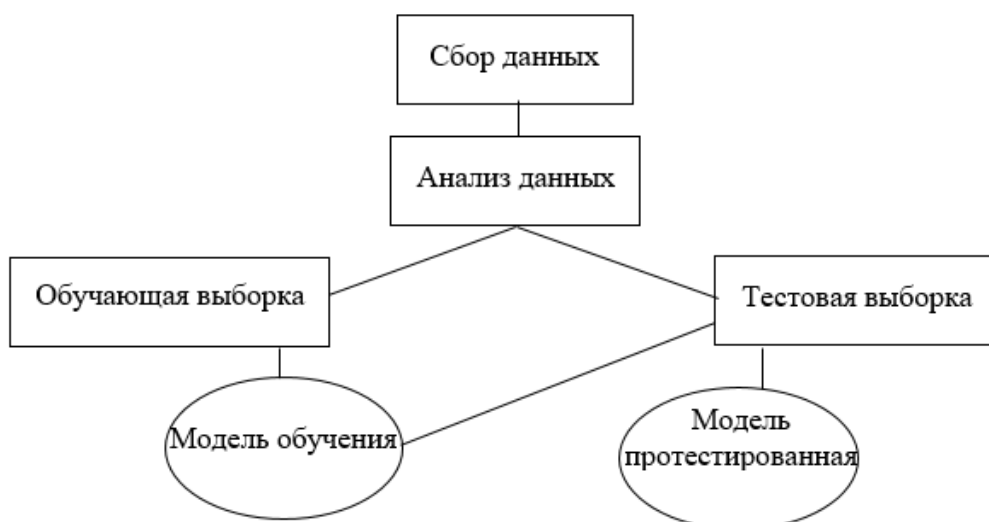 Сбор данных
Анализ данных
Обучающая выборка
Тестовая выборка
Модель обучения
Модель
протестированная